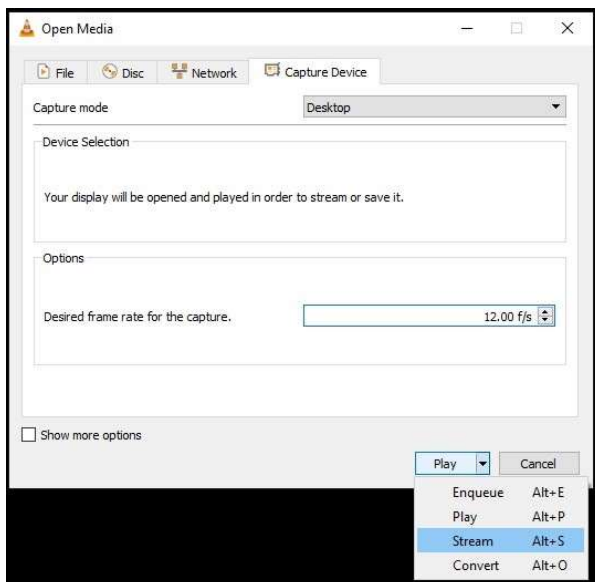 Open Media
File Disc Network Capture Device
Capture mode Desktop
Device Selection
Your display will be opened and played in order to stream or save it.
Options
Desired frame rate for the capture. 12.00 f/s
Show more options
Play Cancel
Enqueue Alt+E
Play Alt+P
Stream Alt+S
Convert Alt+O